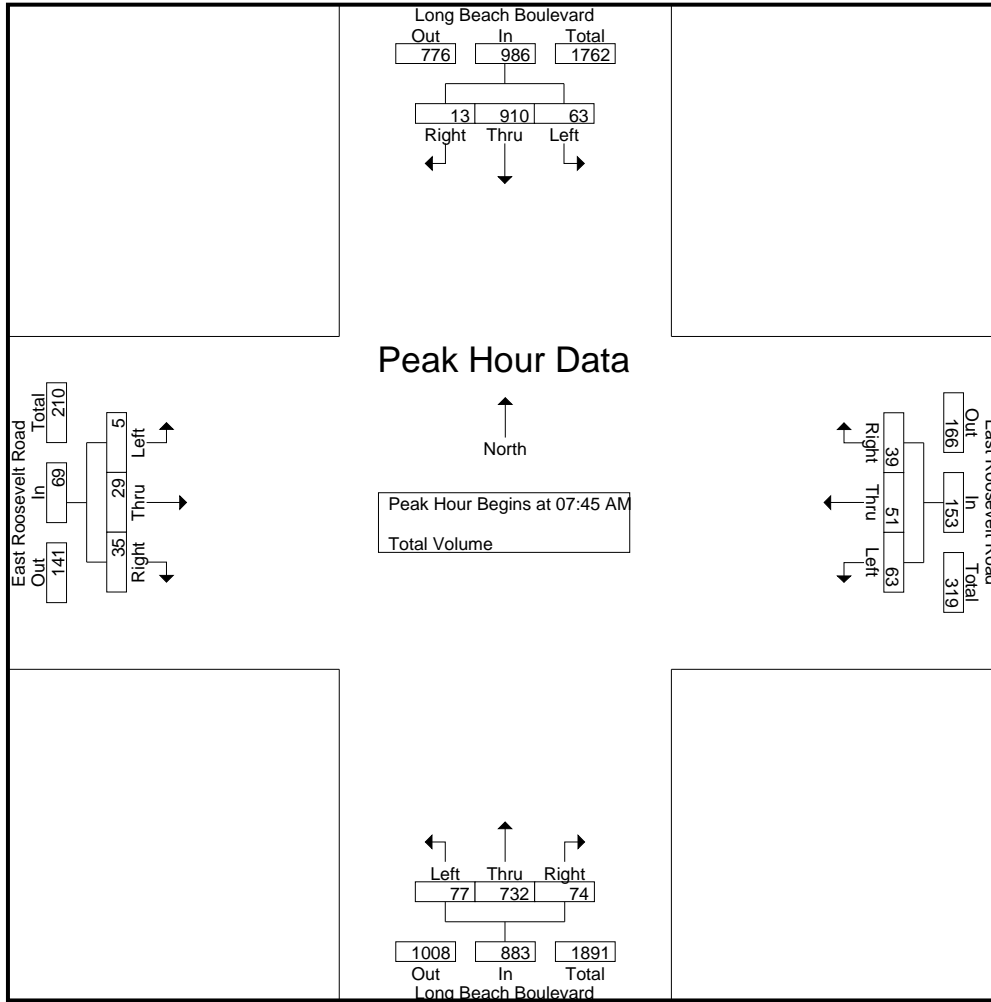 Long Beach Boulevard
Out In Total
776 986 1762
13 910 63
Right Thru Left
Peak Hour Data
North
Peak Hour Begins at 07:45 AM
Total Volume
East Roosevelt Road
Out In Total
141 69 210
Right Thru Left
35 29 5
East Roosevelt Road
Out In Total
166 153 319
39 51 63
Right Thru Left
Left Thru Right
77 732 74
1008 883 1891
Out In Total
Long Beach Boulevard